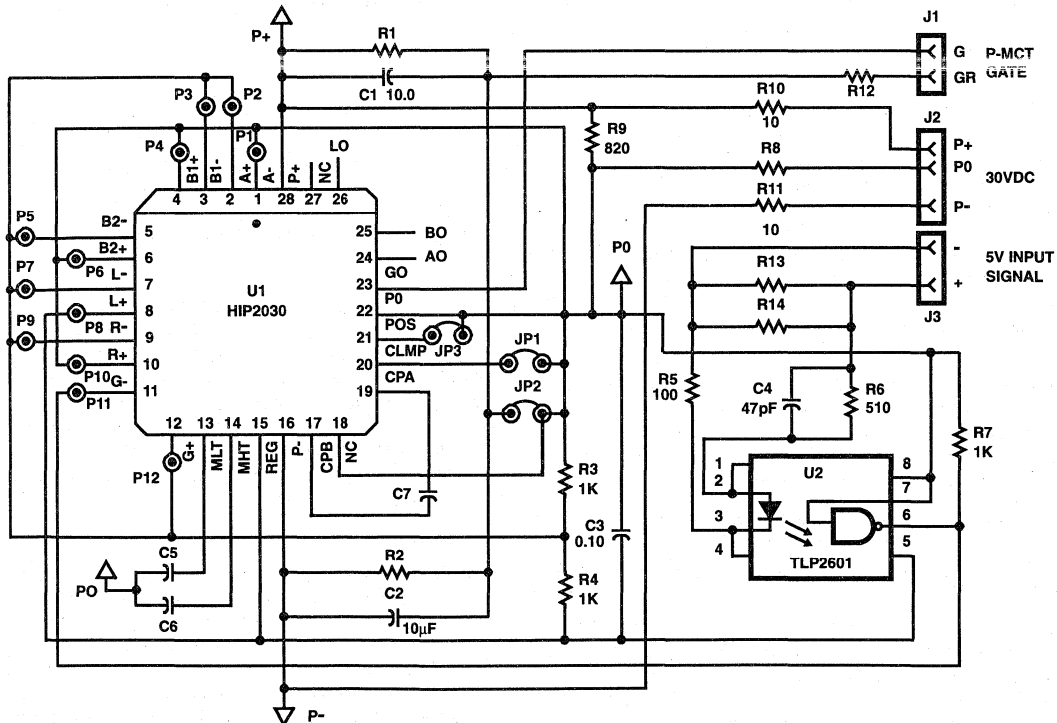 P+
R1
C1 10.0
R12
J1
G
GR
P-MCT
GATE
P3
P2
P4
P1
B1+
B1-
A+
A-
P+
NC
LO
4
3
2
1
28
27
26
R9
820
R10
10
R8
R11
10
J2
P+
P0
P-
30VDC
P5
B2-
5
B2+
6
P6
P7
L-
7
L+
8
P8
P9
R-
9
R+
10
P10
G-
11
P11
U1
HIP2030
25
BO
24
AO
GO
23
P0
22
POS
21
CLMP
JP3
20
CPA
19
JP1
JP2
P0
-
+
5V INPUT
SIGNAL
J3
R13
R14
R5
100
C4
47pF
R6
510
R7
1K
12
13
14
15
16
17
18
G+
MLT
MHT
REG
P-
CPB
NC
P12
C7
R3
1K
C3
0.10
R4
1K
R2
C2
10μF
C5
C6
PO
P-
1
2
3
4
U2
8
7
6
5
TLP2601